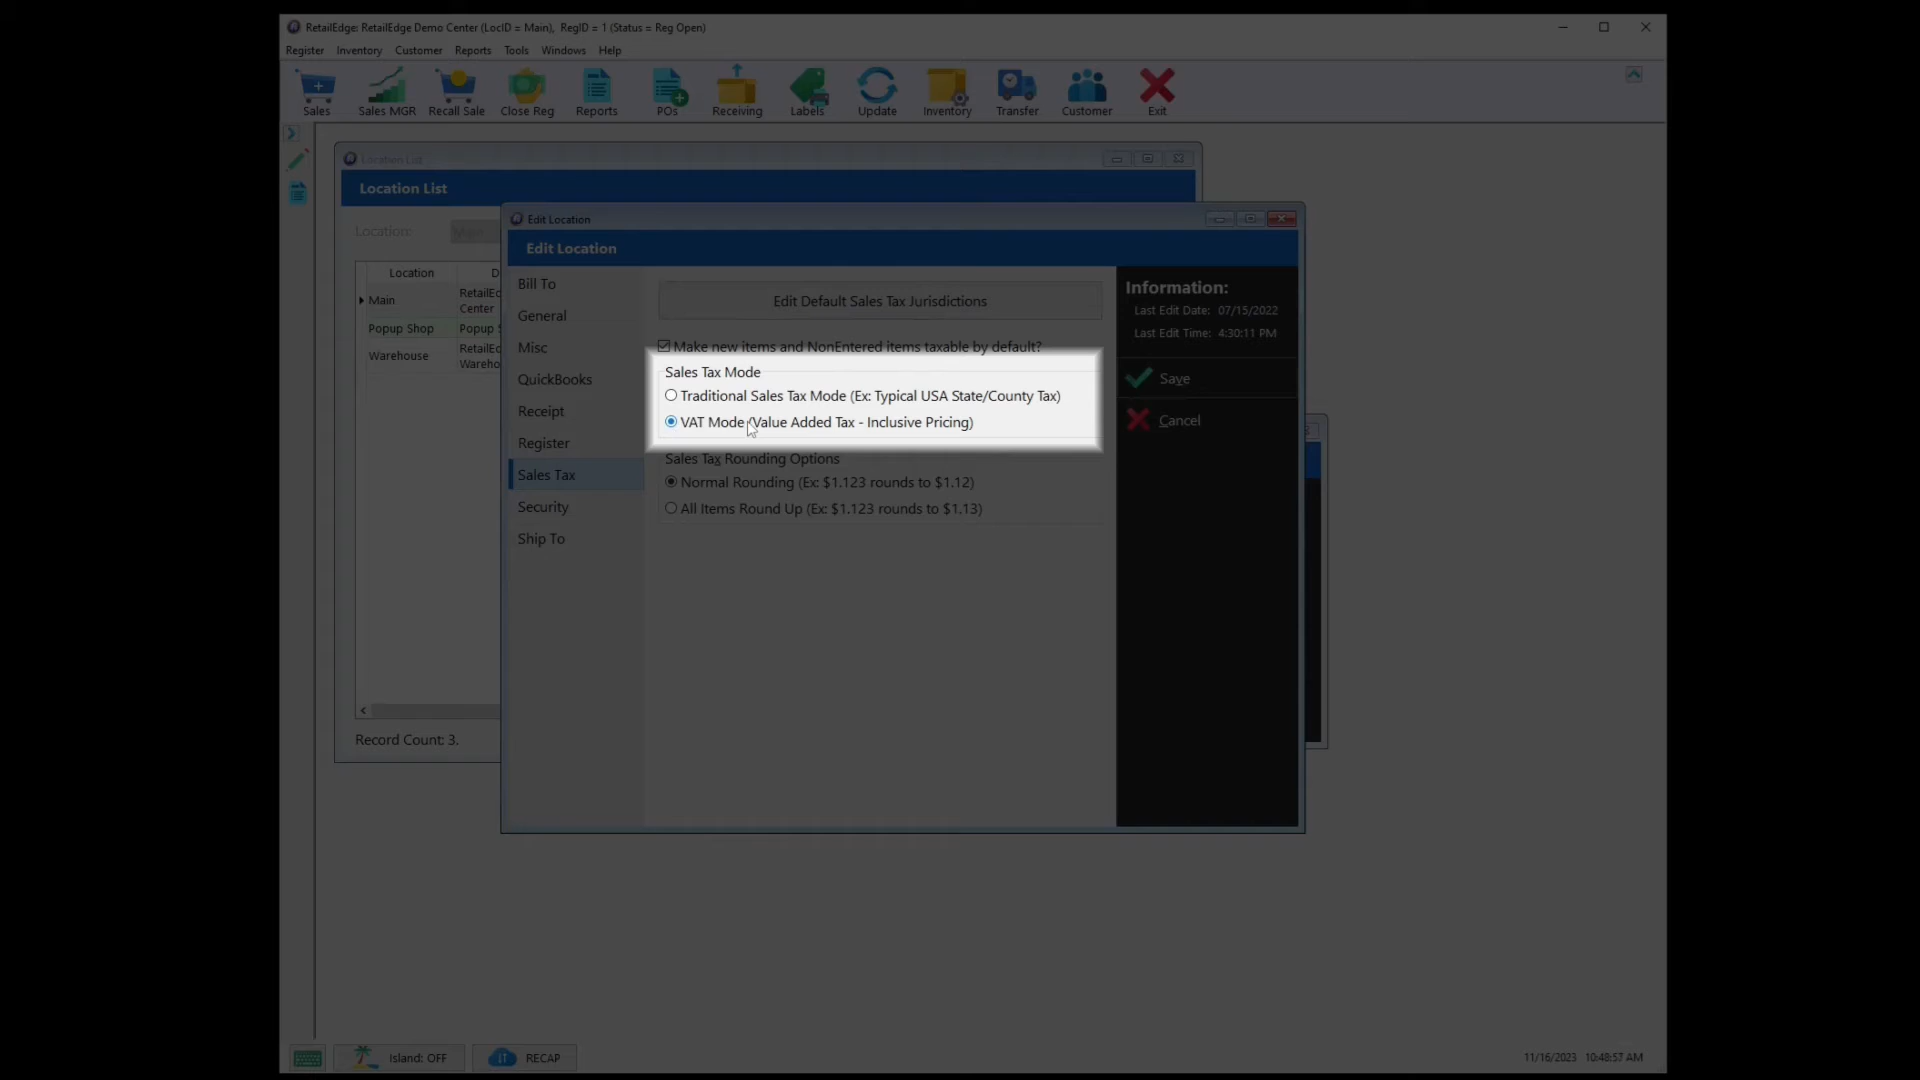 RetailEdge: RetailEdge Demo Center (LocID = Main), RegID = 1 (Status = Reg Open)
Register Inventory Customer Reports Tools Windows Help
Sales Sales MGR Recall Sale Close Reg Reports POs Receiving Labels Update Inventory Transfer Customer Exit
Location List
Location List
Location: Main
Location D
Main RetailEd
Center
Popup Shop Popup S
Warehouse RetailEd
Wareho
Record Count: 3.
Edit Location
Edit Location
Bill To
General
Misc
QuickBooks
Receipt
Register
Sales Tax
Security
Ship To
Edit Default Sales Tax Jurisdictions
Make new items and NonEntered items taxable by default?
Sales Tax Mode
Traditional Sales Tax Mode (Ex: Typical USA State/County Tax)
VAT Mode (Value Added Tax - Inclusive Pricing)
Sales Tax Rounding Options
Normal Rounding (Ex: $1.123 rounds to $1.12)
All Items Round Up (Ex: $1.123 rounds to $1.13)
Information:
Last Edit Date: 07/15/2022
Last Edit Time: 4:30:11 PM
Save
Cancel
Island: OFF RECAP 11/16/2023 10:48:57 AM